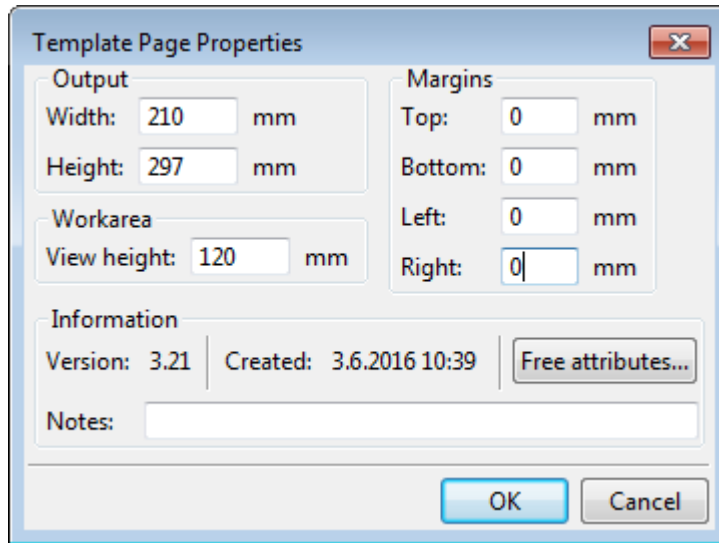 Template Page Properties
Output
Width: 210 mm
Height: 297 mm
Workarea
View height: 120 mm
Margins
Top: 0 mm
Bottom: 0 mm
Left: 0 mm
Right: 0 mm
Information
Version: 3.21 Created: 3.6.2016 10:39 Free attributes...
Notes:
OK Cancel